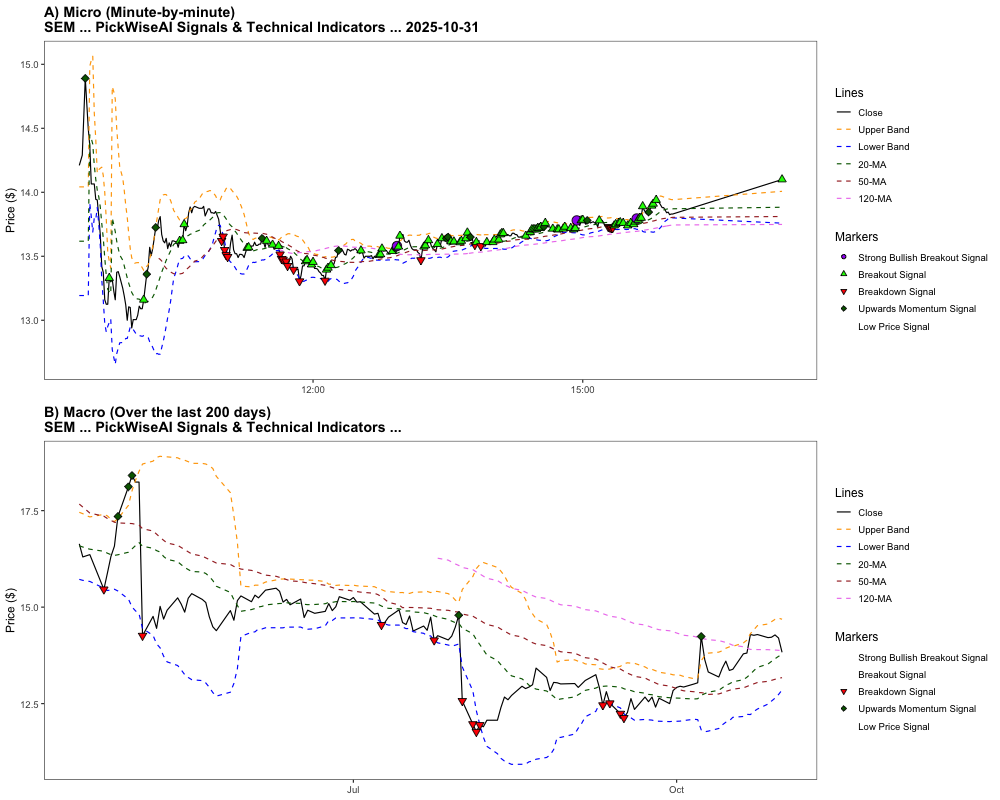 A) Micro (Minute-by-minute)
SEM ... PickWiseAI Signals & Technical Indicators ... 2025-10-31
Price ($)
15.0
14.5
14.0
13.5
13.0
12:00
15:00
Lines
Close
Upper Band
Lower Band
20-MA
50-MA
120-MA
Markers
Strong Bullish Breakout Signal
Breakout Signal
Breakdown Signal
Upwards Momentum Signal
Low Price Signal
B) Macro (Over the last 200 days)
SEM ... PickWiseAI Signals & Technical Indicators ...
Price ($)
17.5
15.0
12.5
Jul
Oct
Lines
Close
Upper Band
Lower Band
20-MA
50-MA
120-MA
Markers
Strong Bullish Breakout Signal
Breakout Signal
Breakdown Signal
Upwards Momentum Signal
Low Price Signal